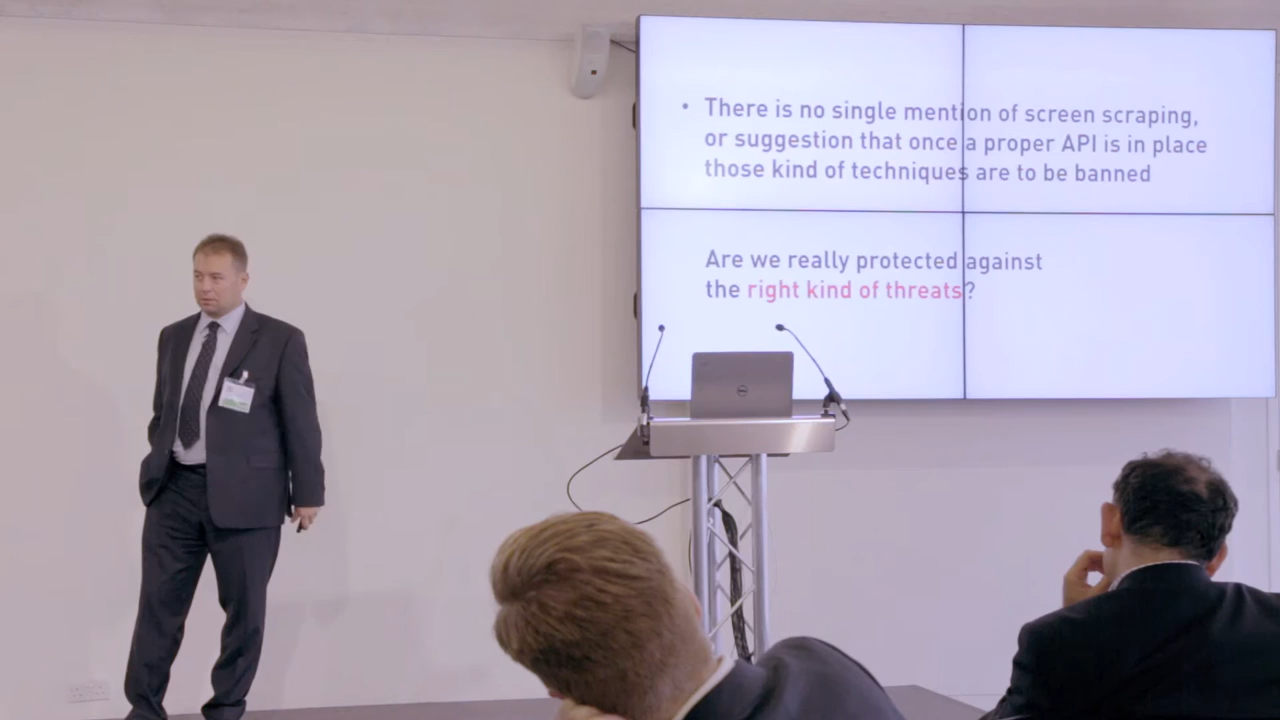 • There is no single mention of screen scraping,
or suggestion that once a proper API is in place
those kind of techniques are to be banned
Are we really protected against
the right kind of threats?
DELL